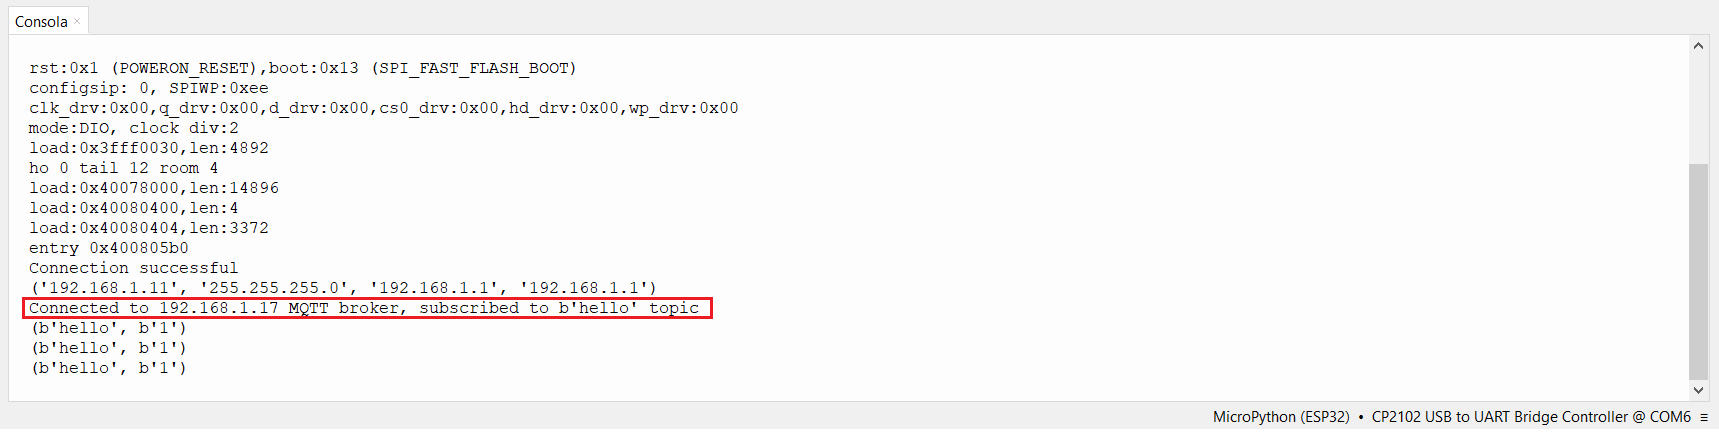 Consola ×
rst:0x1 (POWERON_RESET),boot:0x13 (SPI_FAST_FLASH_BOOT)
configsip: 0, SPIWP:0xee
clk_drv:0x00,q_drv:0x00,d_drv:0x00,cs0_drv:0x00,hd_drv:0x00,wp_drv:0x00
mode:DIO, clock div:2
load:0x3fff0030,len:4892
ho 0 tail 12 room 4
load:0x40078000,len:14896
load:0x40080400,len:4
load:0x40080404,len:3372
entry 0x400805b0
Connection successful
('192.168.1.11', '255.255.255.0', '192.168.1.1', '192.168.1.1')
Connected to 192.168.1.17 MQTT broker, subscribed to b'hello' topic
(b'hello', b'1')
(b'hello', b'1')
(b'hello', b'1')
MicroPython (ESP32) • CP2102 USB to UART Bridge Controller @ COM6 ≡